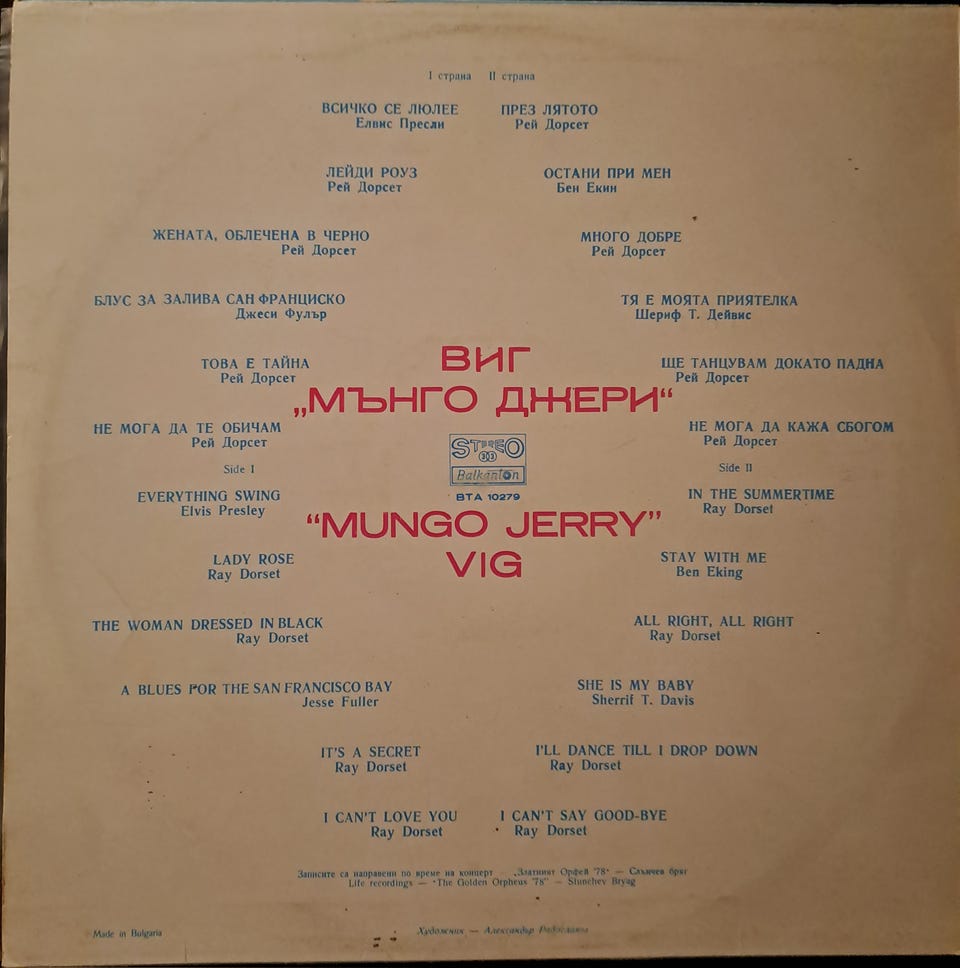 I страна II страна
ВСИЧКО СЕ ЛЮЛЕЕ
Елвис Пресли
ПРЕЗ ЛЯТОТО
Рей Дорсет
ЛЕЙДИ РОУЗ
Рей Дорсет
ОСТАНИ ПРИ МЕН
Бен Екин
ЖЕНАТА, ОБЛЕЧЕНА В ЧЕРНО
Рей Дорсет
МНОГО ДОБРЕ
Рей Дорсет
БЛУС ЗА ЗАЛИВА САН ФРАНЦИСКО
Джеси Фулър
ТЯ Е МОЯТА ПРИЯТЕЛКА
Шериф Т. Дейвис
ТОВА Е ТАЙНА
Рей Дорсет
ЩЕ ТАНЦУВАМ ДОКАТО ПАДНА
Рей Дорсет
НЕ МОГА ДА ТЕ ОБИЧАМ
Рей Дорсет
НЕ МОГА ДА КАЖА СБОГОМ
Рей Дорсет
ВИГ
„МЪНГО ДЖЕРИ“
STEREO
33
Balkanton
ВТА 10279
"MUNGO JERRY"
VIG
Side I
Side II
EVERYTHING SWING
Elvis Presley
IN THE SUMMERTIME
Ray Dorset
LADY ROSE
Ray Dorset
STAY WITH ME
Ben Eking
THE WOMAN DRESSED IN BLACK
Ray Dorset
ALL RIGHT, ALL RIGHT
Ray Dorset
A BLUES FOR THE SAN FRANCISCO BAY
Jesse Fuller
SHE IS MY BABY
Sherrif T. Davis
IT'S A SECRET
Ray Dorset
I'LL DANCE TILL I DROP DOWN
Ray Dorset
I CAN'T LOVE YOU
Ray Dorset
I CAN'T SAY GOOD-BYE
Ray Dorset
Записите са направени по време на концерт — „Златният Орфей '78“ — Слънчев бряг
Life recordings — "The Golden Orpheus '78" — Slunchev Bryag
Made in Bulgaria
Художник — Александър